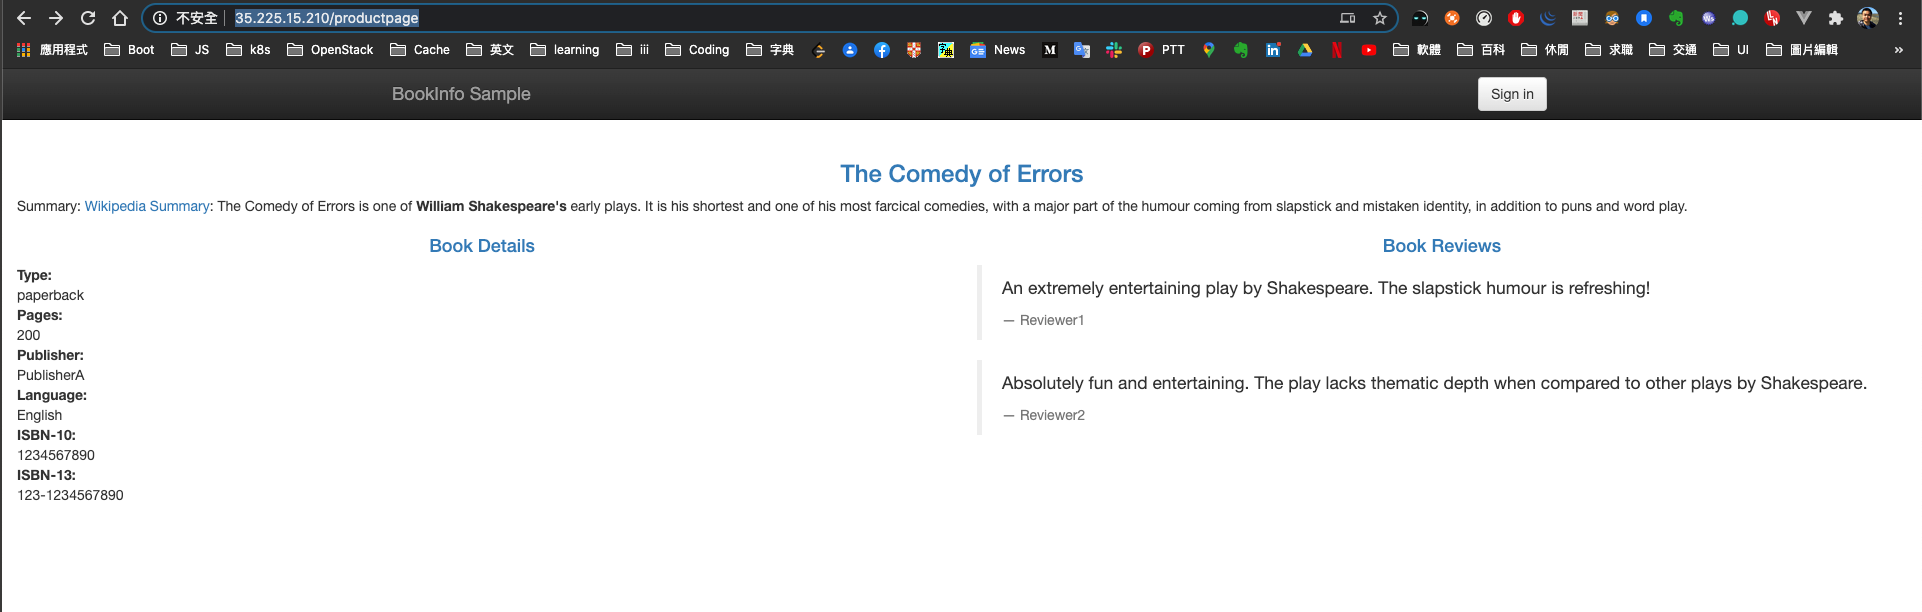 不安全 35.225.15.210/productpage
應用程式 Boot JS k8s OpenStack Cache 英文 learning iii Coding 字典 News PTT 軟體 百科 休閒 求職 交通 UI 圖片編輯 »
BookInfo Sample Sign in
The Comedy of Errors
Summary: Wikipedia Summary: The Comedy of Errors is one of William Shakespeare's early plays. It is his shortest and one of his most farcical comedies, with a major part of the humour coming from slapstick and mistaken identity, in addition to puns and word play.
Book Details
Type:
paperback
Pages:
200
Publisher:
PublisherA
Language:
English
ISBN-10:
1234567890
ISBN-13:
123-1234567890
Book Reviews
An extremely entertaining play by Shakespeare. The slapstick humour is refreshing!
— Reviewer1
Absolutely fun and entertaining. The play lacks thematic depth when compared to other plays by Shakespeare.
— Reviewer2